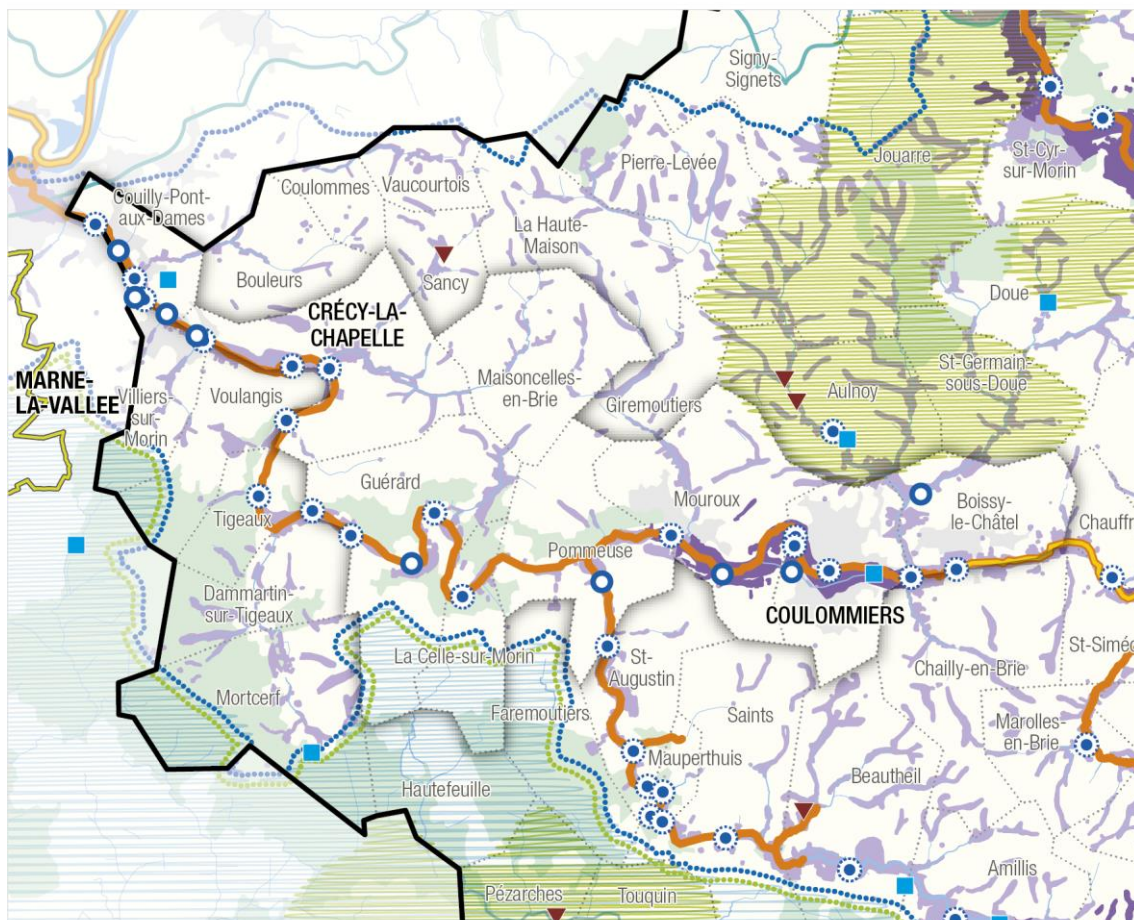 Signy-
Signets
Couilly-Pont-
aux-Dames
Coulommes
Vaucourtois
Pierre-Levée
Jouarre
St-Cyr-
sur-Morin
La Haute-
Maison
Bouleurs
Sancy
Doue
CRÉCY-LA-
CHAPELLE
MARNE-
LA-VALLEE
Villiers-
sur-
Morin
Voulangis
Maisoncelles-
en-Brie
Giremoutiers
Aulnoy
St-Germain-
sous-Doue
Guérard
Mouroux
Boissy-
le-Châtel
Chauffr
Tigeaux
Pommeuse
Dammartin-
sur-Tigeaux
COULOMMIERS
La Celle-sur-Morin
St-
Augustin
Chailly-en-Brie
St-Siméo
Mortcerf
Faremoutiers
Saints
Marolles-
en-Brie
Mauperthuis
Beautheil
Hautefeuille
Amillis
Pézarches
Touquin